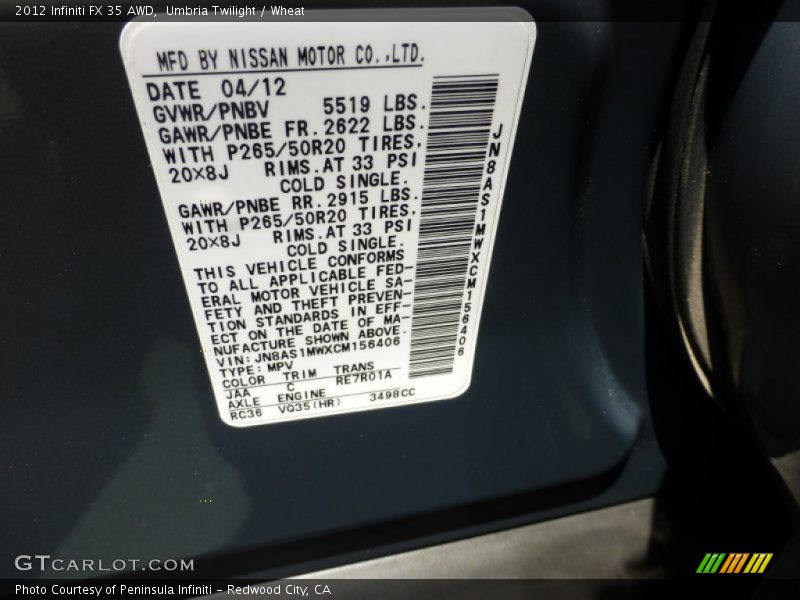 2012 Infiniti FX 35 AWD,  Umbria Twilight / Wheat
MFD BY NISSAN MOTOR CO.,LTD.
DATE 04/12
GVWR/PNBV 5519 LBS.
GAWR/PNBE FR. 2622 LBS.
WITH P265/50R20 TIRES,
20×8J RIMS. AT 33 PSI
COLD SINGLE.
GAWR/PNBE RR. 2915 LBS.
WITH P265/50R20 TIRES,
20×8J RIMS. AT 33 PSI
COLD SINGLE.
THIS VEHICLE CONFORMS
TO ALL APPLICABLE FED-
ERAL MOTOR VEHICLE SA-
FETY AND THEFT PREVEN-
TION STANDARDS IN EFF-
ECT ON THE DATE OF MA-
NUFACTURE SHOWN ABOVE.
VIN: JN8AS1MWXCM156406
TYPE: MPV
COLOR TRIM TRANS
JAA C RE7R01A
AXLE ENGINE
RC36 VQ35(HR) 3498CC
JN8AS1MWXCM156406
GTCARLOT.COM
Photo Courtesy of Peninsula Infiniti - Redwood City, CA